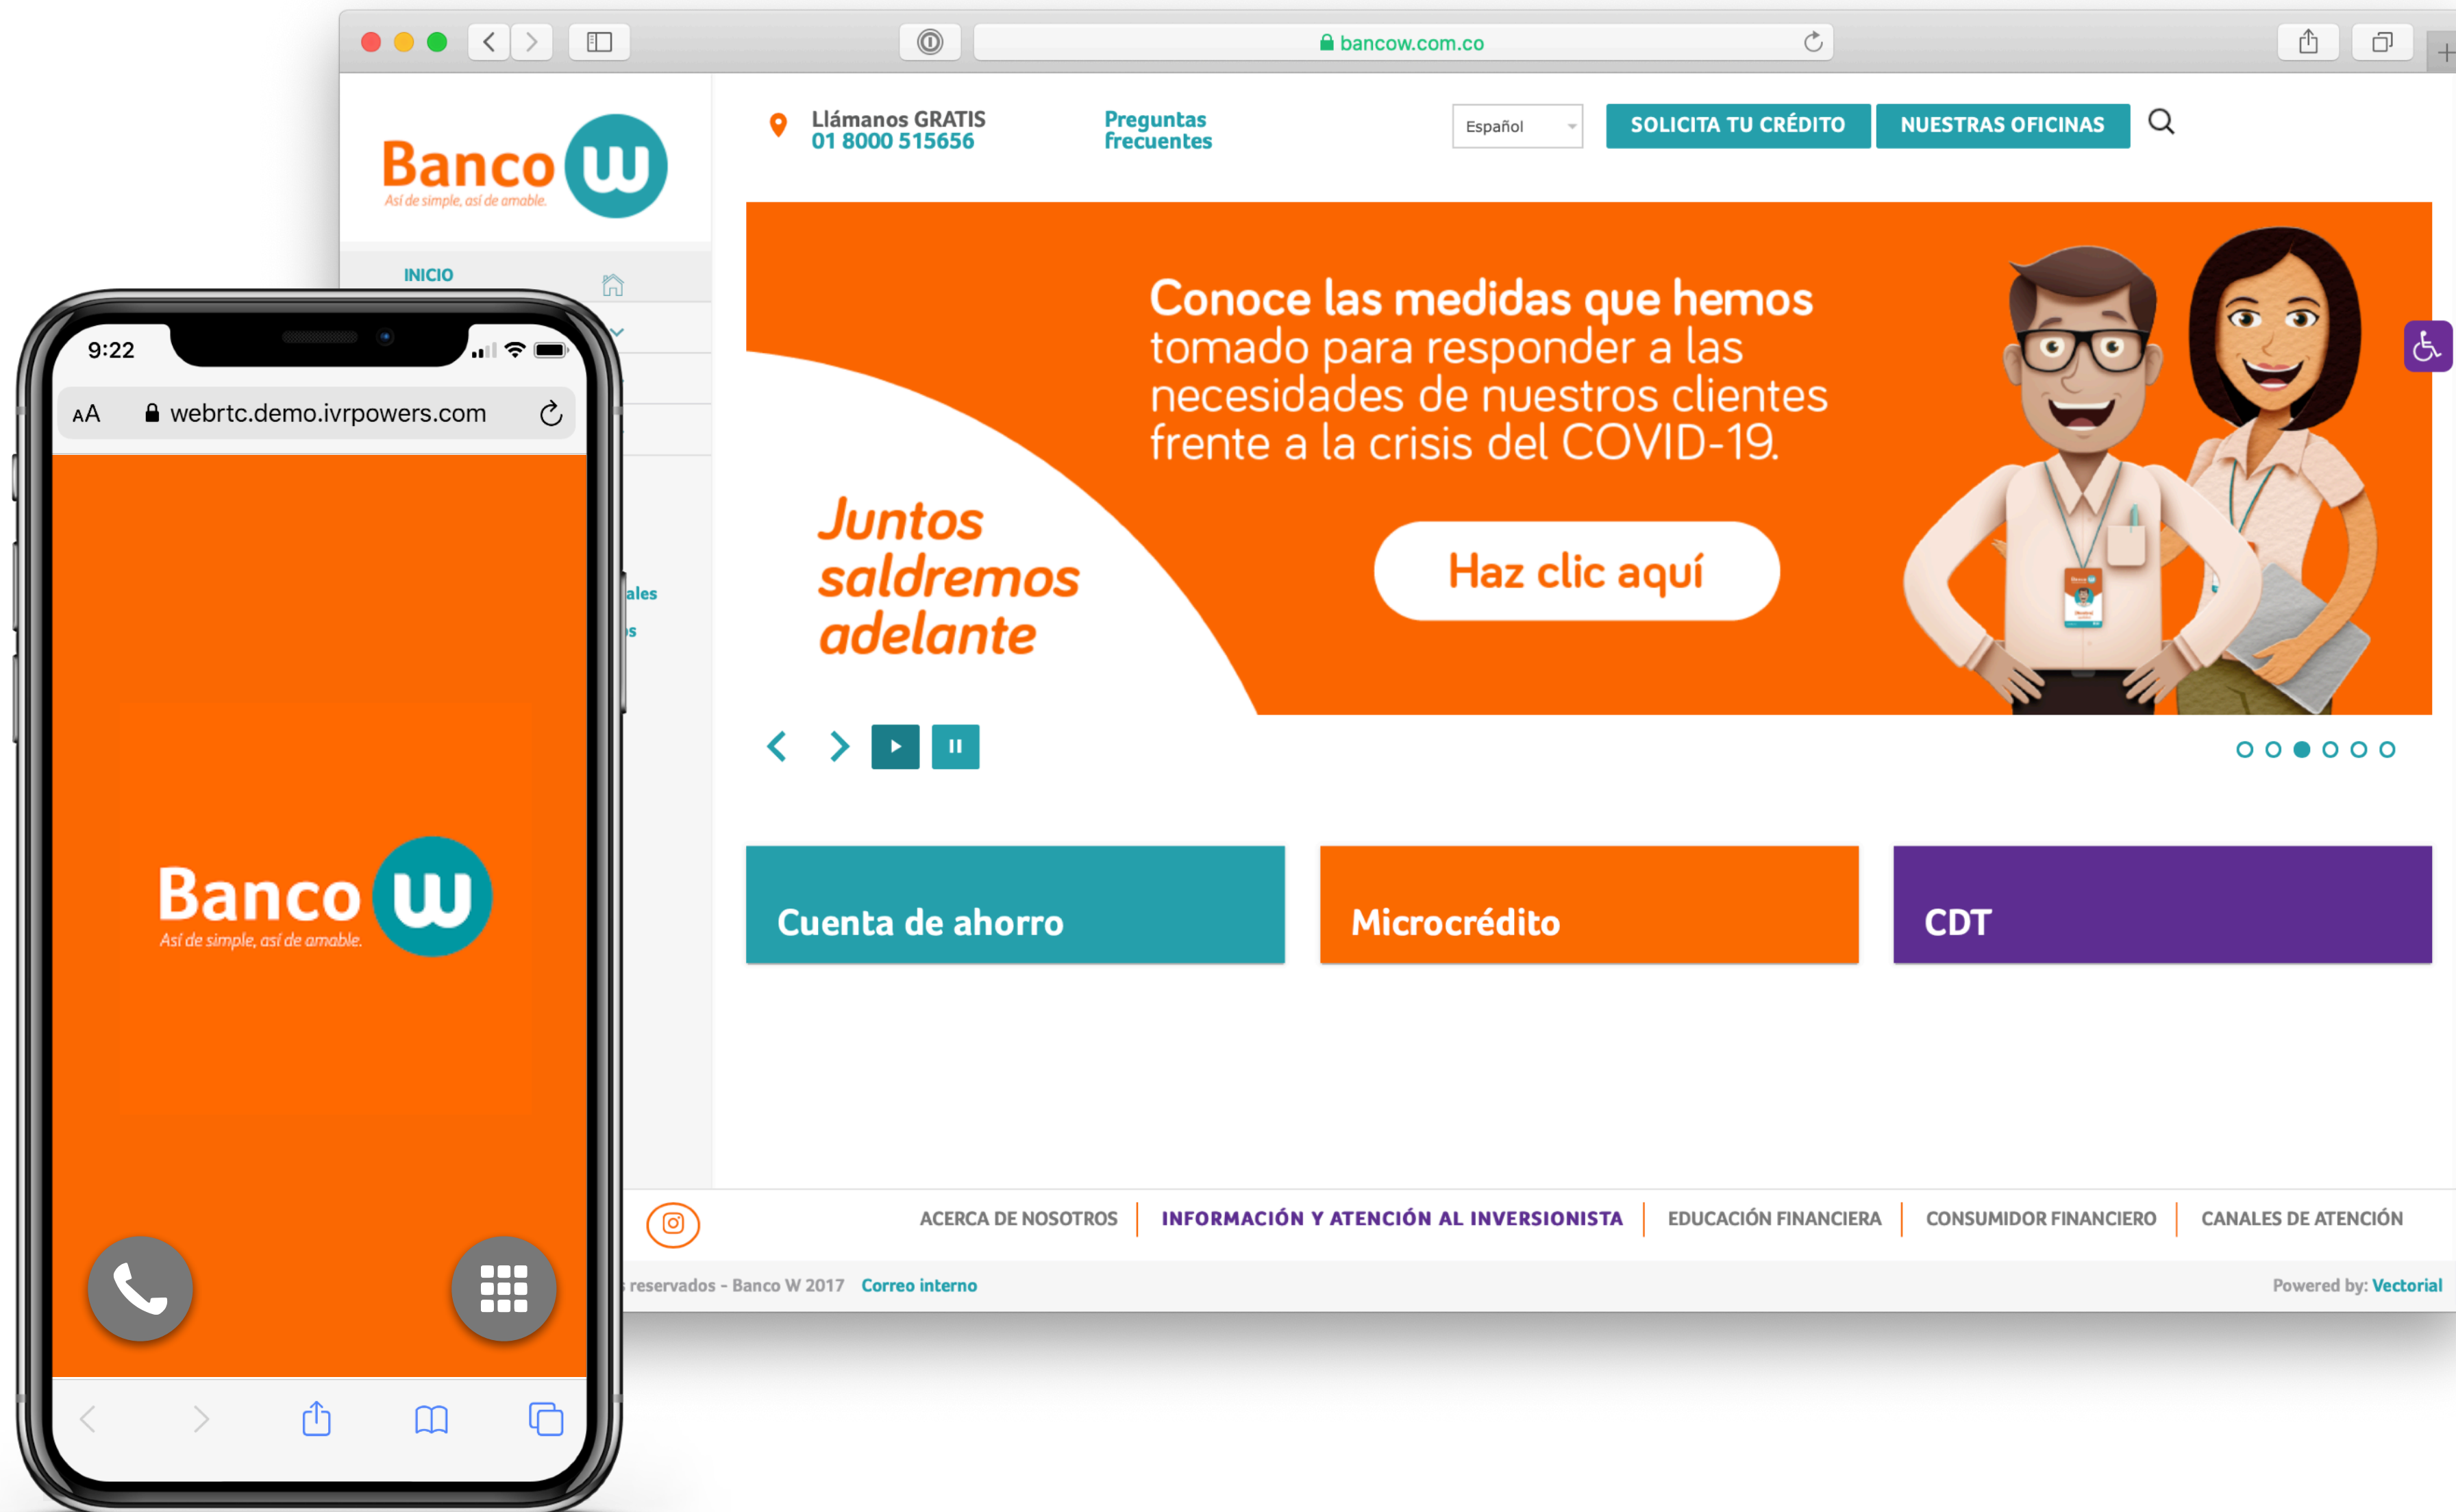 bancow.com.co
Banco W
Así de simple, así de amable.
Llámanos GRATIS
01 8000 515656
Preguntas
frecuentes
Español
SOLICITA TU CRÉDITO
NUESTRAS OFICINAS
INICIO
Conoce las medidas que hemos
tomado para responder a las
necesidades de nuestros clientes
frente a la crisis del COVID-19.
Juntos
saldremos
adelante
Haz clic aquí
ales
s
Cuenta de ahorro
Microcrédito
CDT
ACERCA DE NOSOTROS
INFORMACIÓN Y ATENCIÓN AL INVERSIONISTA
EDUCACIÓN FINANCIERA
CONSUMIDOR FINANCIERO
CANALES DE ATENCIÓN
reservados - Banco W 2017 Correo interno
Powered by: Vectorial
9:22
AA webrtc.demo.ivrpowers.com
Banco W
Así de simple, así de amable.